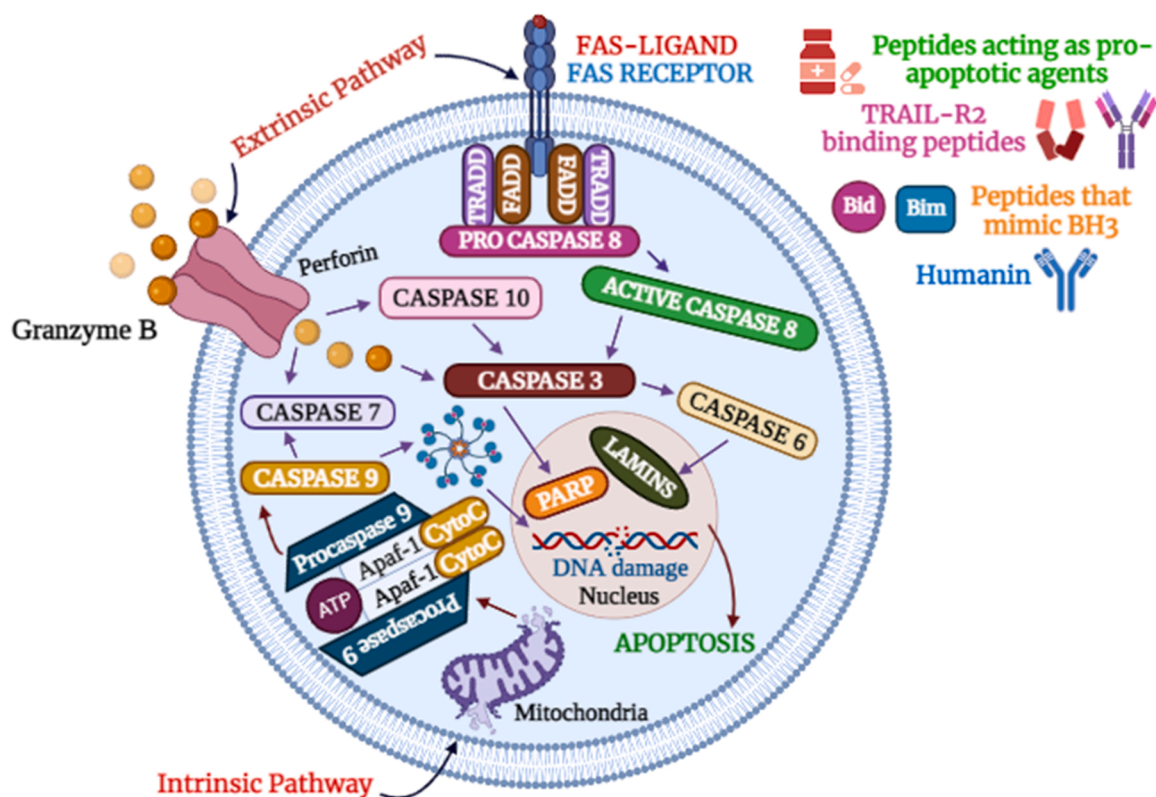 Extrinsic Pathway
FAS-LIGAND
FAS RECEPTOR
Peptides acting as pro-
apoptotic agents
TRAIL-R2
binding peptides
Bid
Bim
Peptides that
mimic BH3
Humanin
TRADD
FADD
FADD
TRADD
PRO CASPASE 8
Perforin
Granzyme B
CASPASE 10
ACTIVE CASPASE 8
CASPASE 3
CASPASE 7
CASPASE 6
CASPASE 9
LAMINS
PARP
DNA damage
Nucleus
Procaspase 9
Apaf-1
CytoC
ATP
Apaf-1
CytoC
Procaspase 9
APOPTOSIS
Mitochondria
Intrinsic Pathway